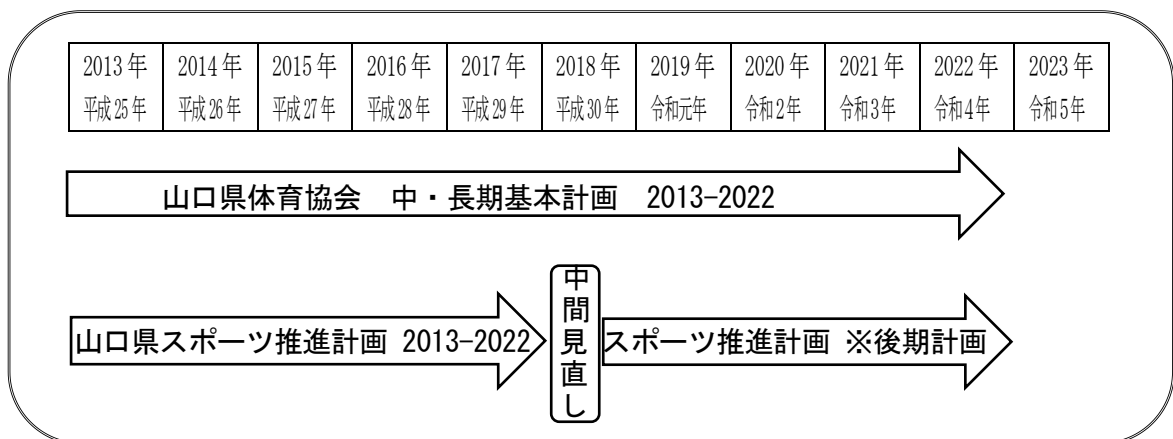 2013年 2014年 2015年 2016年 2017年 2018年 2019年 2020年 2021年 2022年 2023年
平成25年 平成26年 平成27年 平成28年 平成29年 平成30年 令和元年 令和2年 令和3年 令和4年 令和5年
山口県体育協会 中・長期基本計画 2013-2022
山口県スポーツ推進計画 2013-2022
中間見直し
スポーツ推進計画 ※後期計画